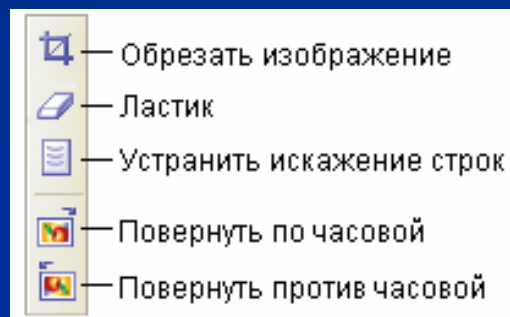 Обрезать изображение
Ластик
Устранить искажение строк
Повернуть по часовой
Повернуть против часовой